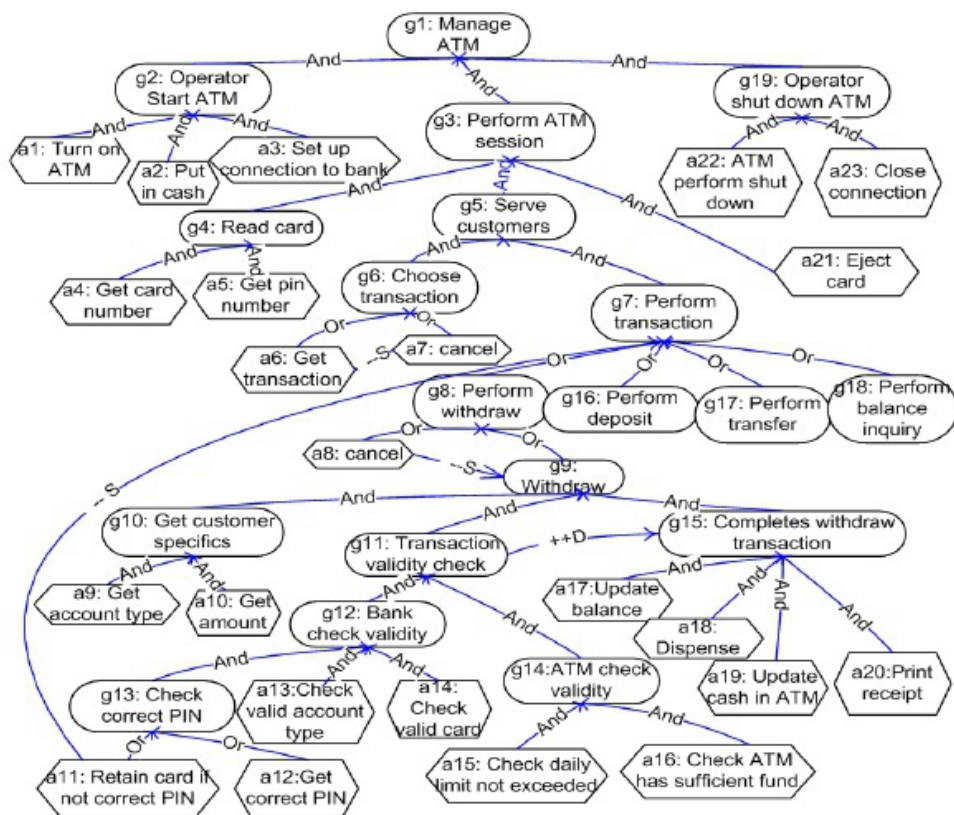 g1: Manage
ATM
And
And
And
g2: Operator
Start ATM
g19: Operator
shut down ATM
g3: Perform ATM
session
And
And
And
And
And
a1: Turn on
ATM
a2: Put
in cash
a3: Set up
connection to bank
a22: ATM
perform shut
down
a23: Close
connection
And
And
And
g4: Read card
g5: Serve
customers
a21: Eject
card
And
And
And
And
a4: Get card
number
a5: Get pin
number
g6: Choose
transaction
g7: Perform
transaction
Or
Or
a6: Get
transaction
--S
a7: cancel
Or
Or
Or
Or
g8: Perform
withdraw
g16: Perform
deposit
g17: Perform
transfer
g18: Perform
balance
inquiry
Or
Or
a8: cancel
--S
g9:
Withdraw
-- S
And
And
And
g10: Get customer
specifics
g11: Transaction
validity check
++D
g15: Completes withdraw
transaction
And
And
a9: Get
account type
a10: Get
amount
And
And
And
And
And
And
g12: Bank
check validity
a17:Update
balance
a18:
Dispense
a19: Update
cash in ATM
a20:Print
receipt
And
And
And
g13: Check
correct PIN
a13:Check
valid account
type
a14:
Check
valid card
g14:ATM check
validity
Or
Or
And
And
a11: Retain card if
not correct PIN
a12:Get
correct PIN
a15: Check daily
limit not exceeded
a16: Check ATM
has sufficient fund